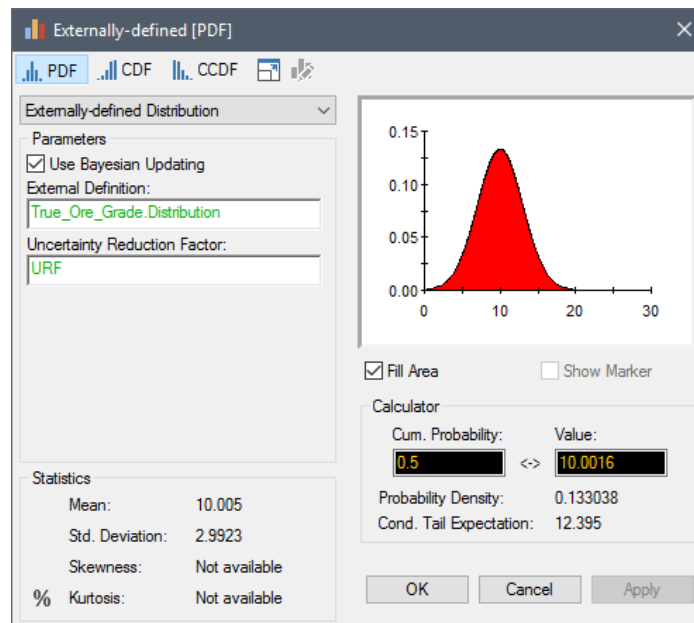 Externally-defined [PDF]
PDF CDF CCDF
Externally-defined Distribution
Parameters
Use Bayesian Updating
External Definition:
True_Ore_Grade.Distribution
Uncertainty Reduction Factor:
URF
Statistics
Mean: 10.005
Std. Deviation: 2.9923
Skewness: Not available
% Kurtosis: Not available
0.15
0.10
0.05
0.00
0 10 20 30
Fill Area Show Marker
Calculator
Cum. Probability: Value:
0.5 <-> 10.0016
Probability Density: 0.133038
Cond. Tail Expectation: 12.395
OK Cancel Apply